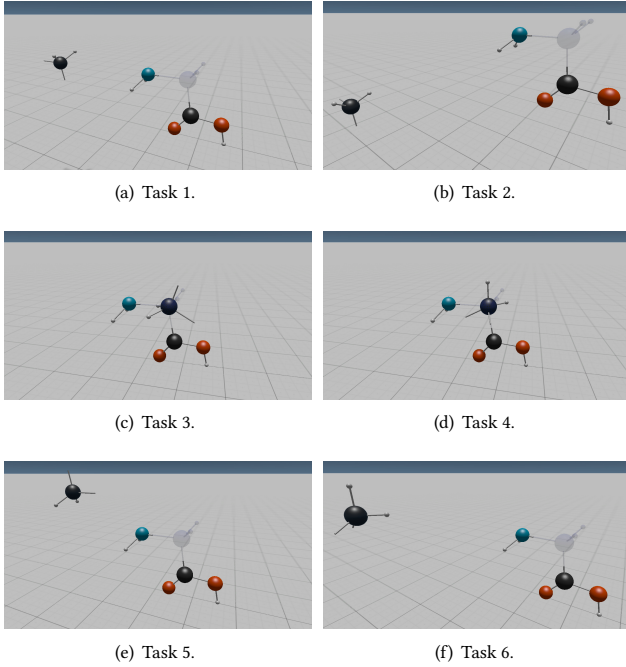 (a) Task 1.
(b) Task 2.
(c) Task 3.
(d) Task 4.
(e) Task 5.
(f) Task 6.